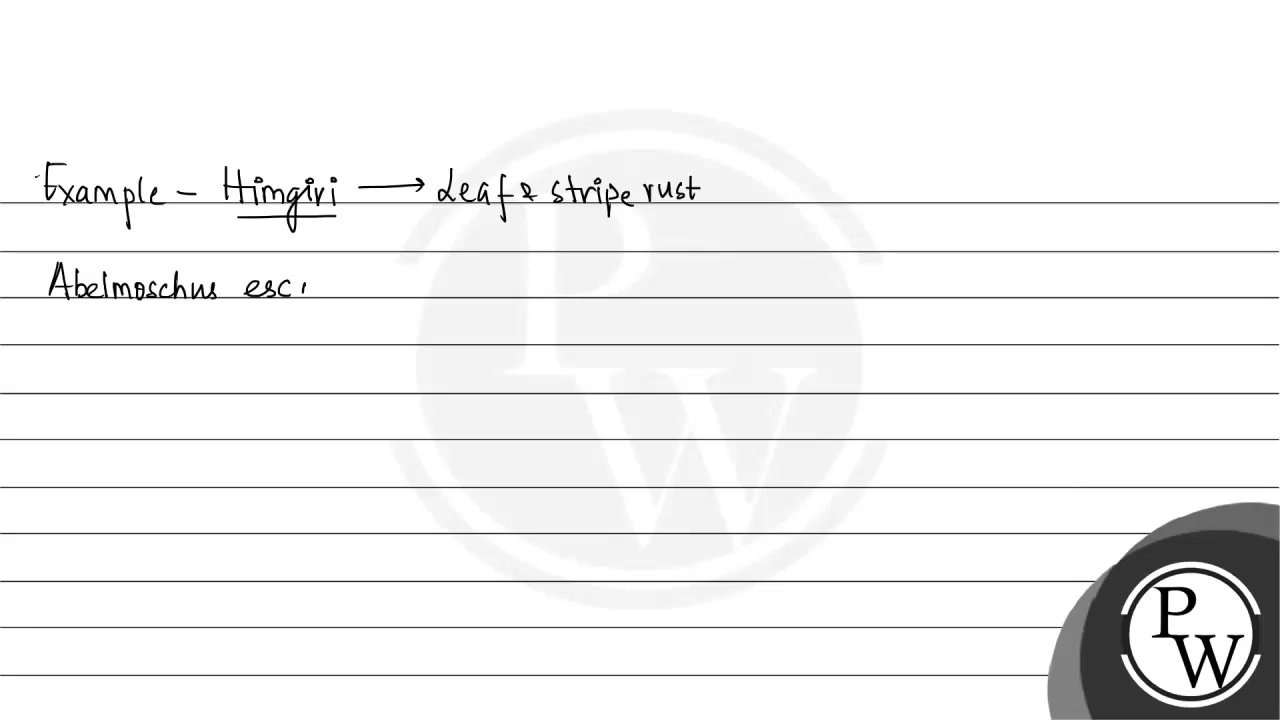 Example - Himgiri → Leaf & stripe rust
Abelmoschus esc
P
W
P
W